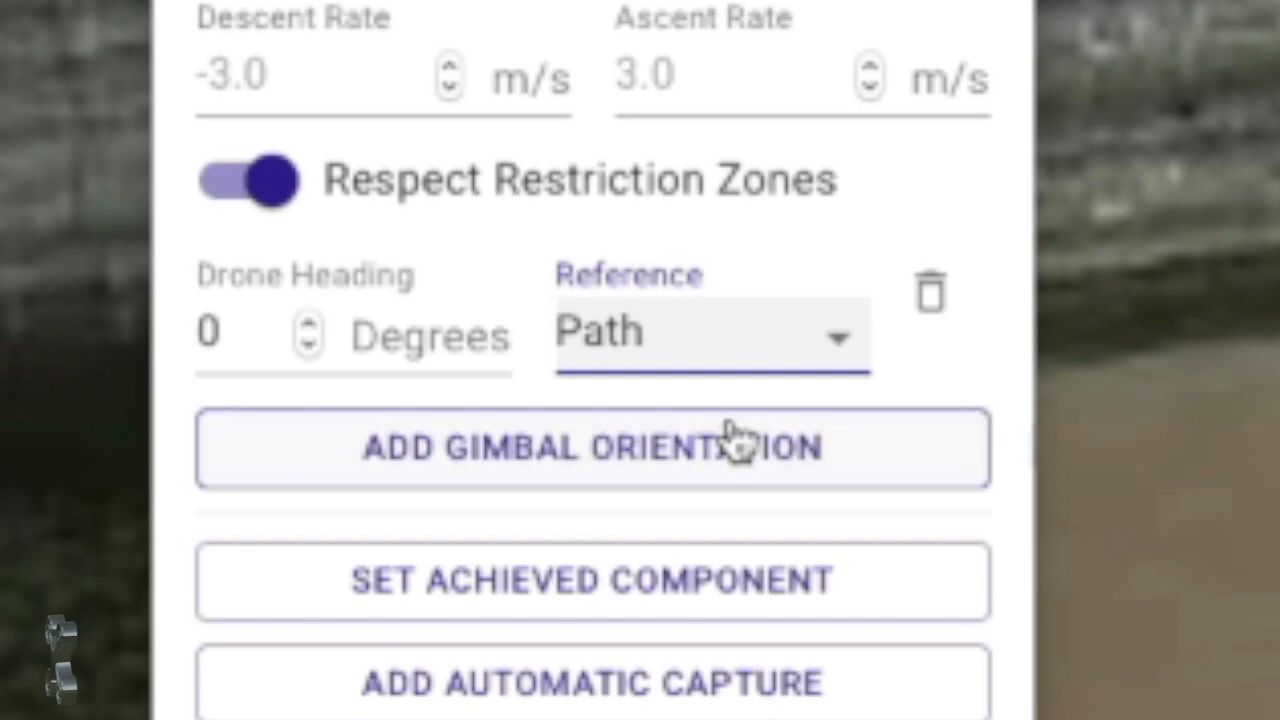 Descent Rate Ascent Rate
-3.0 m/s 3.0 m/s
Respect Restriction Zones
Drone Heading Reference
0 Degrees Path
ADD GIMBAL ORIENTATION
SET ACHIEVED COMPONENT
ADD AUTOMATIC CAPTURE